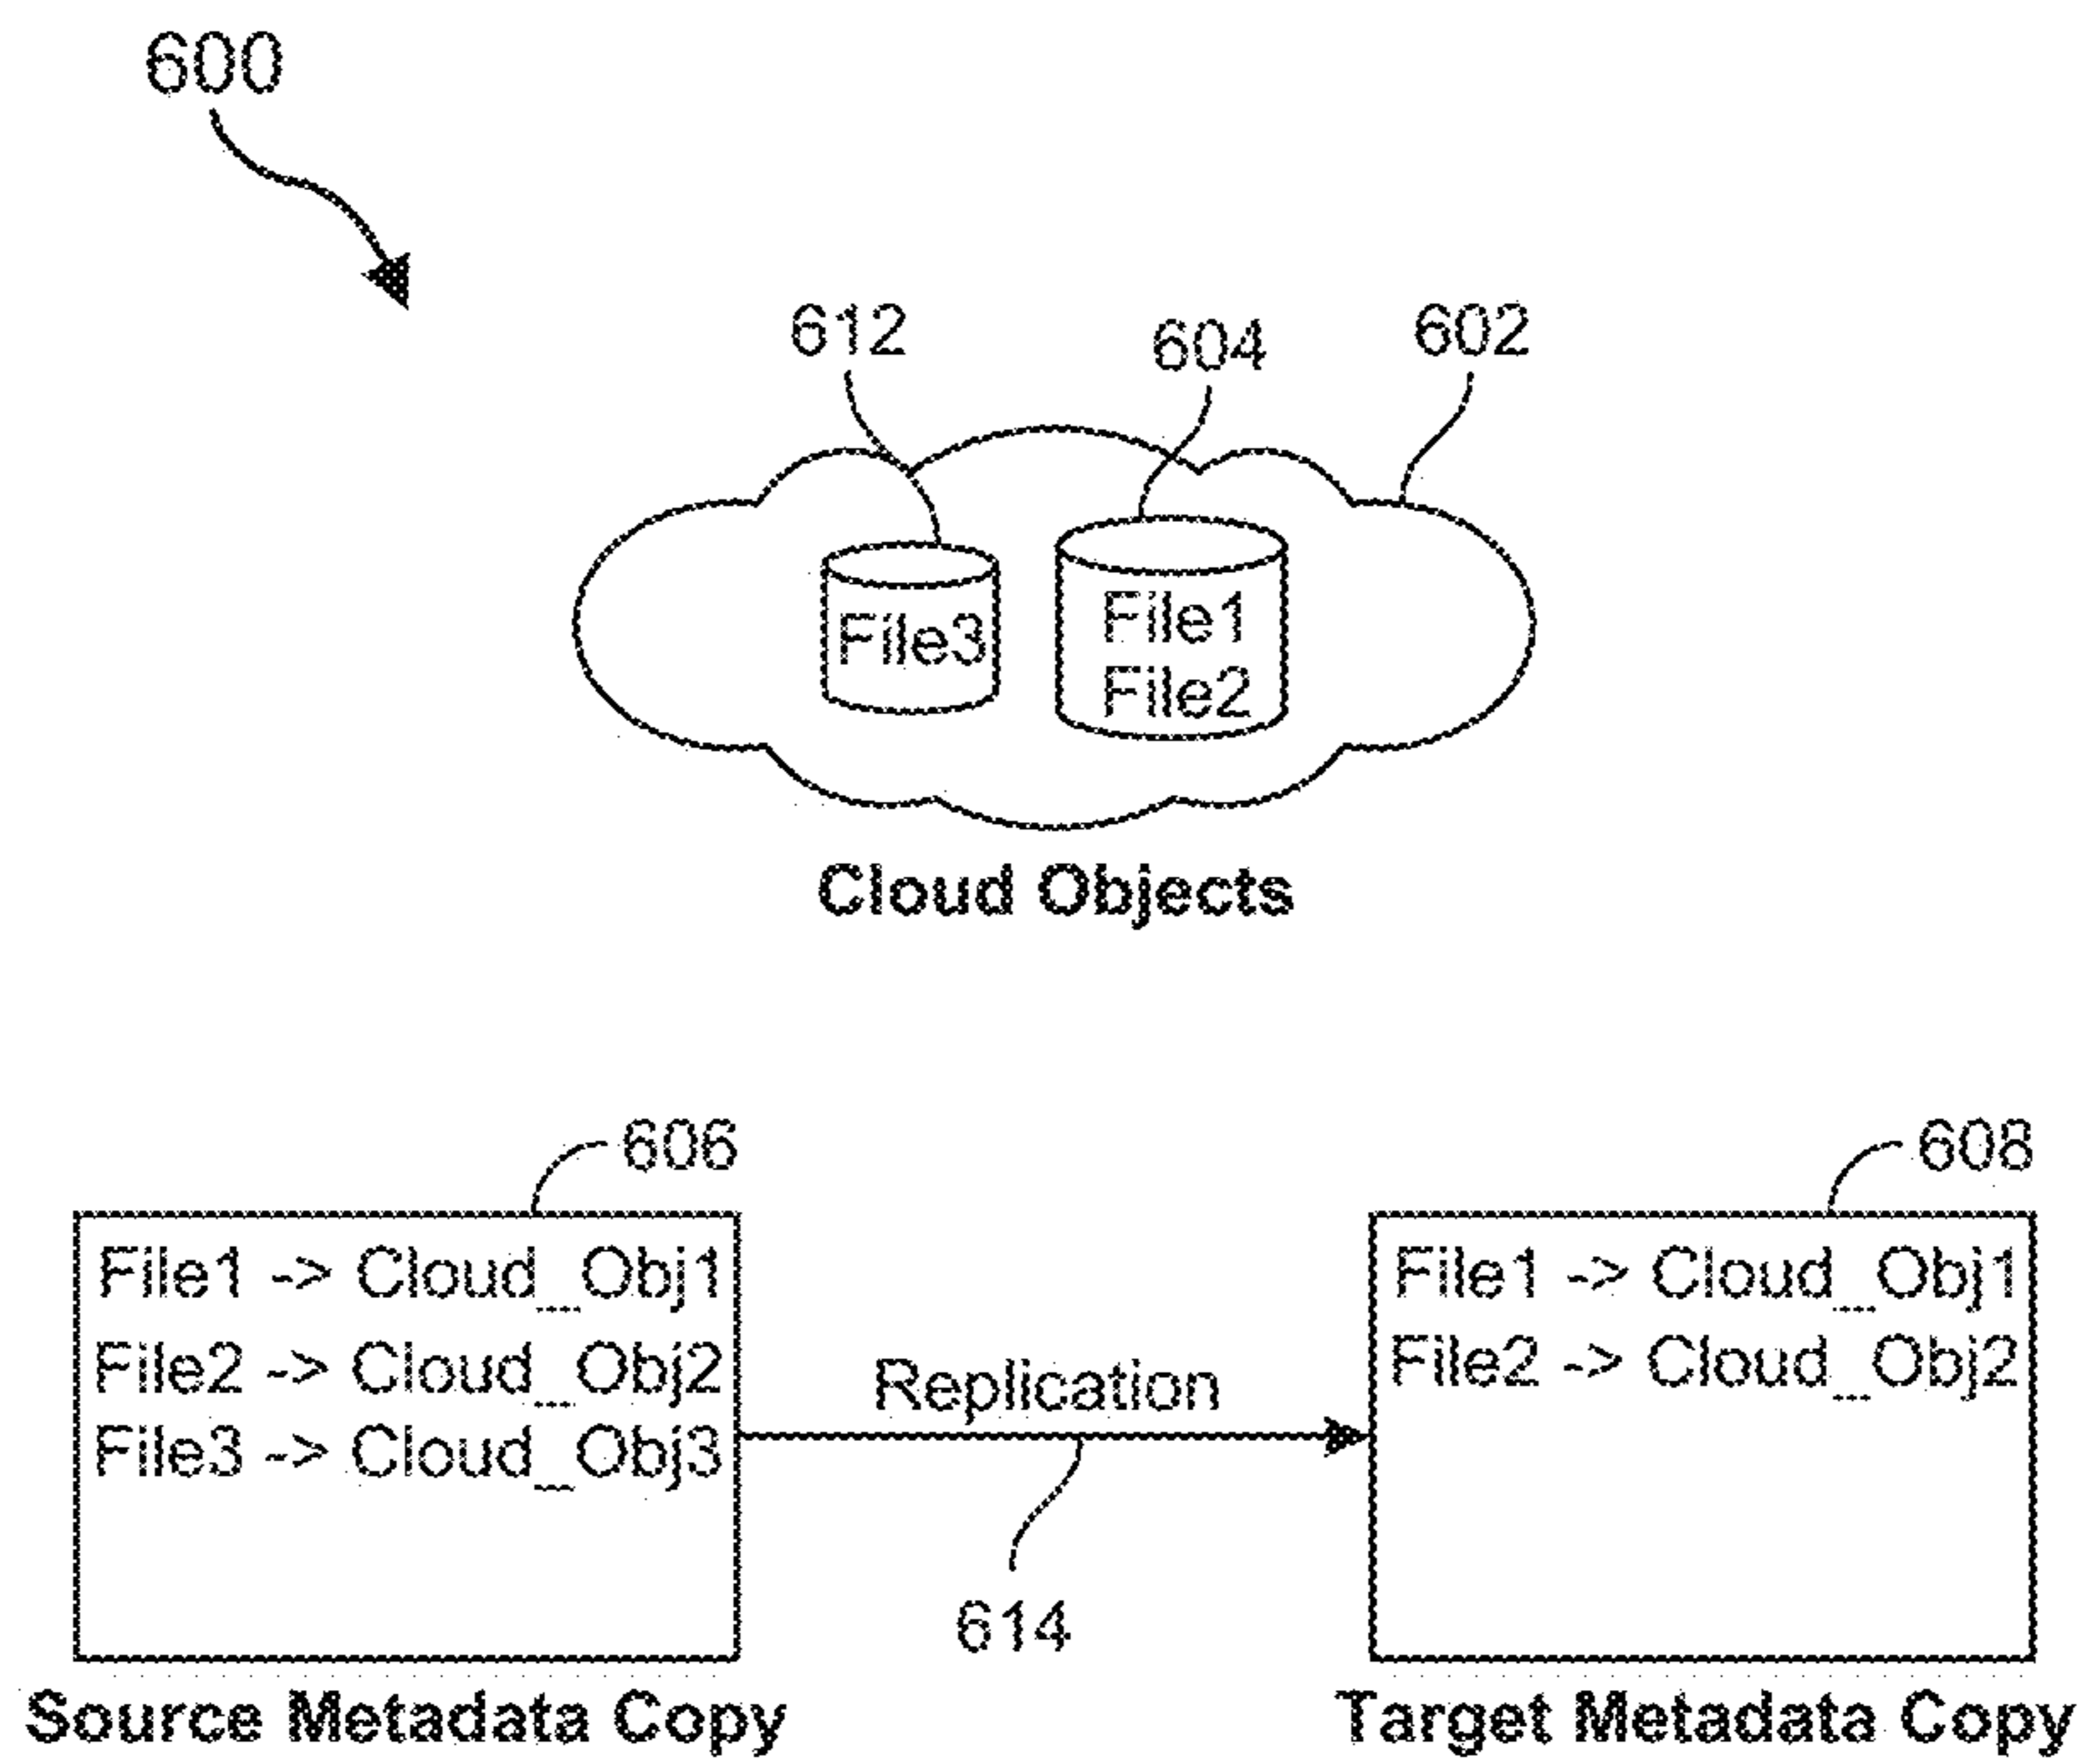 600
612
604
602
File3
File1
File2
Cloud Objects
606
608
File1 -> Cloud_Obj1
File2 -> Cloud_Obj2
File3 -> Cloud_Obj3
Replication
614
File1 -> Cloud_Obj1
File2 -> Cloud_Obj2
Source Metadata Copy
Target Metadata Copy